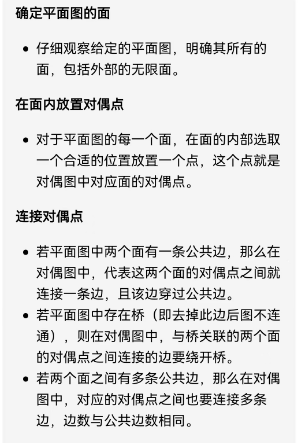 确定平面图的面
• 仔细观察给定的平面图，明确其所有的
面，包括外部的无限面。
在面内放置对偶点
• 对于平面图的每一个面，在面的内部选取
一个合适的位置放置一个点，这个点就是
对偶图中对应面的对偶点。
连接对偶点
• 若平面图中两个面有一条公共边，那么在
对偶图中，代表这两个面的对偶点之间就
连接一条边，且该边穿过公共边。
• 若平面图中存在桥（即去掉此边后图不连
通），则在对偶图中，与桥关联的两个面
的对偶点之间连接的边要绕开桥。
• 若两个面之间有多条公共边，那么在对偶
图中，对应的对偶点之间也要连接多条
边，边数与公共边数相同。